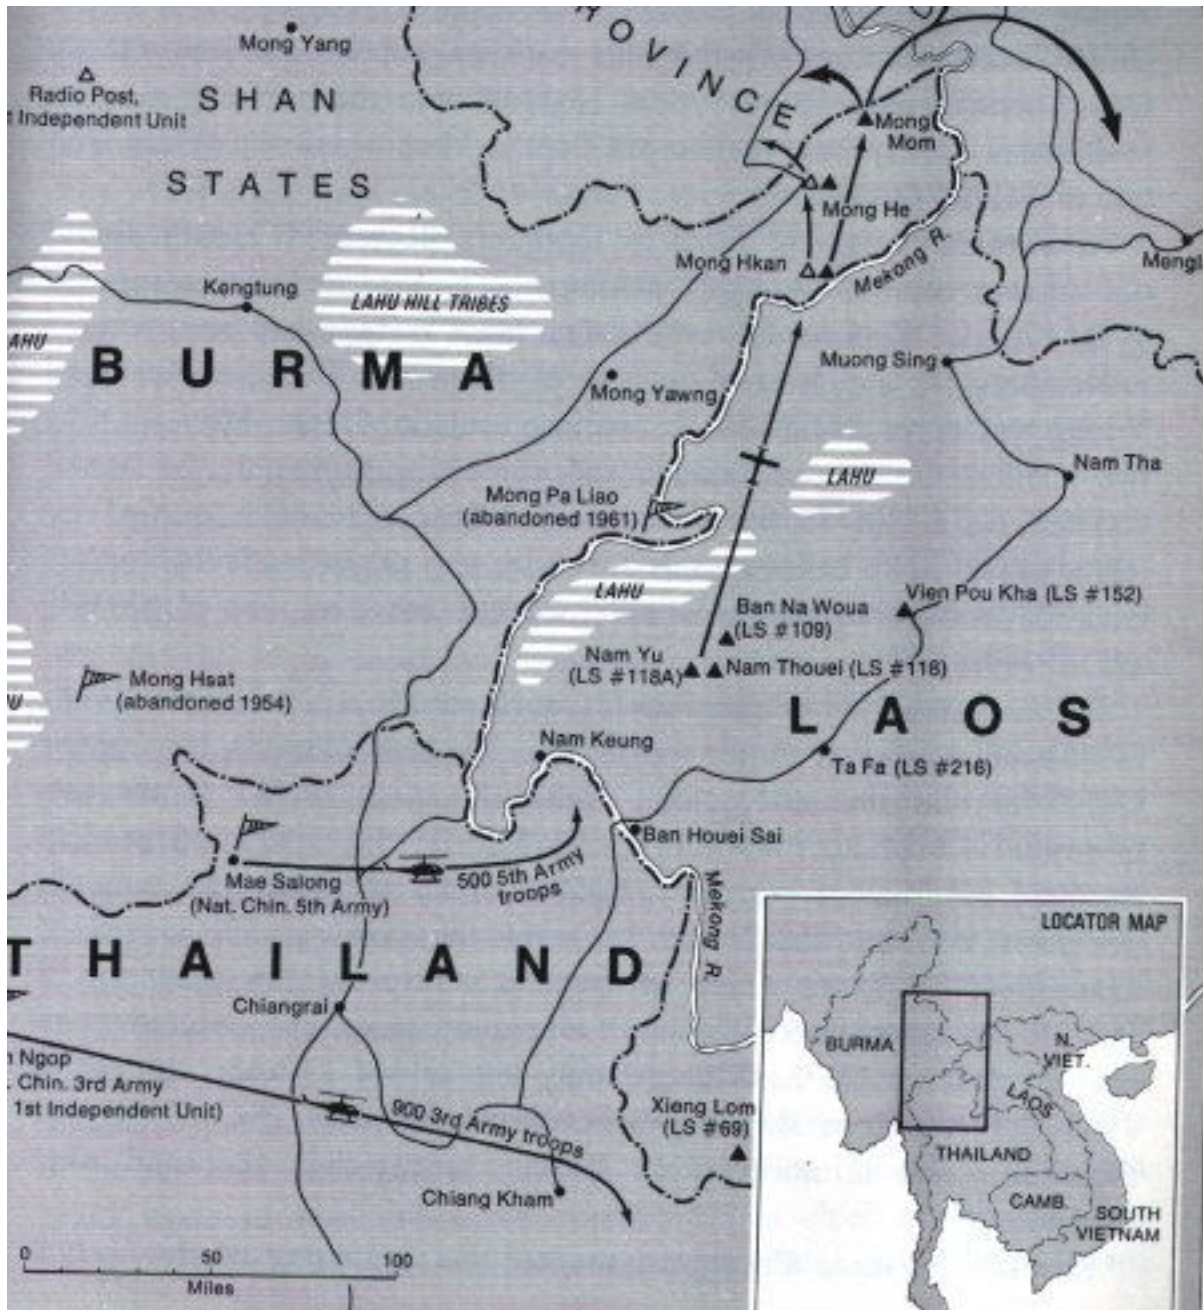 Mong Yang
Radio Post,
Independent Unit
SHAN
STATES
ROVINCE
Mong
Mom
Mong He
Mong Hkan
Mekong R.
Mengl
Kengtung
LAHU HILL TRIBES
AHU
BURMA
Muong Sing
Mong Yawng
LAHU
Nam Tha
Mong Pa Liao
(abandoned 1961)
LAHU
Vien Pou Kha (LS #152)
Ban Na Woua
(LS #109)
Nam Yu
(LS #118A)
Nam Thouei (LS #118)
Mong Hsat
(abandoned 1954)
LAOS
Nam Keung
Ta Fa (LS #216)
Ban Houei Sai
Mae Salong
(Nat. Chin. 5th Army)
500 5th Army
troops
Mekong R.
THAILAND
Chiangrai
n Ngop
. Chin. 3rd Army
1st Independent Unit)
900 3rd Army troops
Xieng Lom
(LS #69)
Chiang Kham
0 50 100
Miles
LOCATOR MAP
BURMA
N.
VIET.
LAOS
THAILAND
CAMB.
SOUTH
VIETNAM